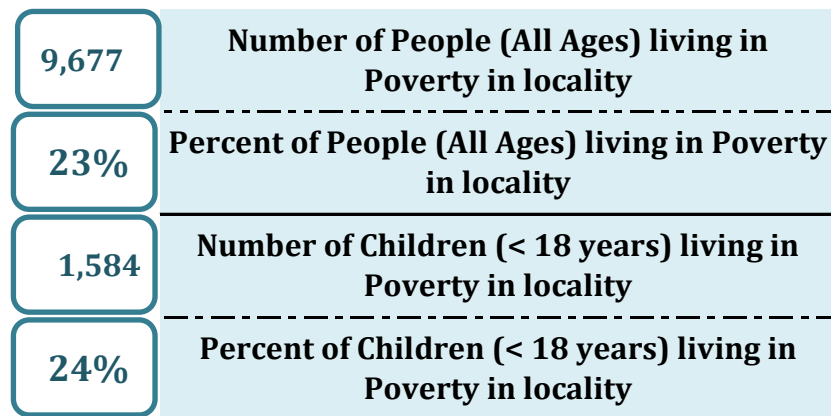 9,677
Number of People (All Ages) living in
Poverty in locality
23%
Percent of People (All Ages) living in Poverty
in locality
1,584
Number of Children (< 18 years) living in
Poverty in locality
24%
Percent of Children (< 18 years) living in
Poverty in locality